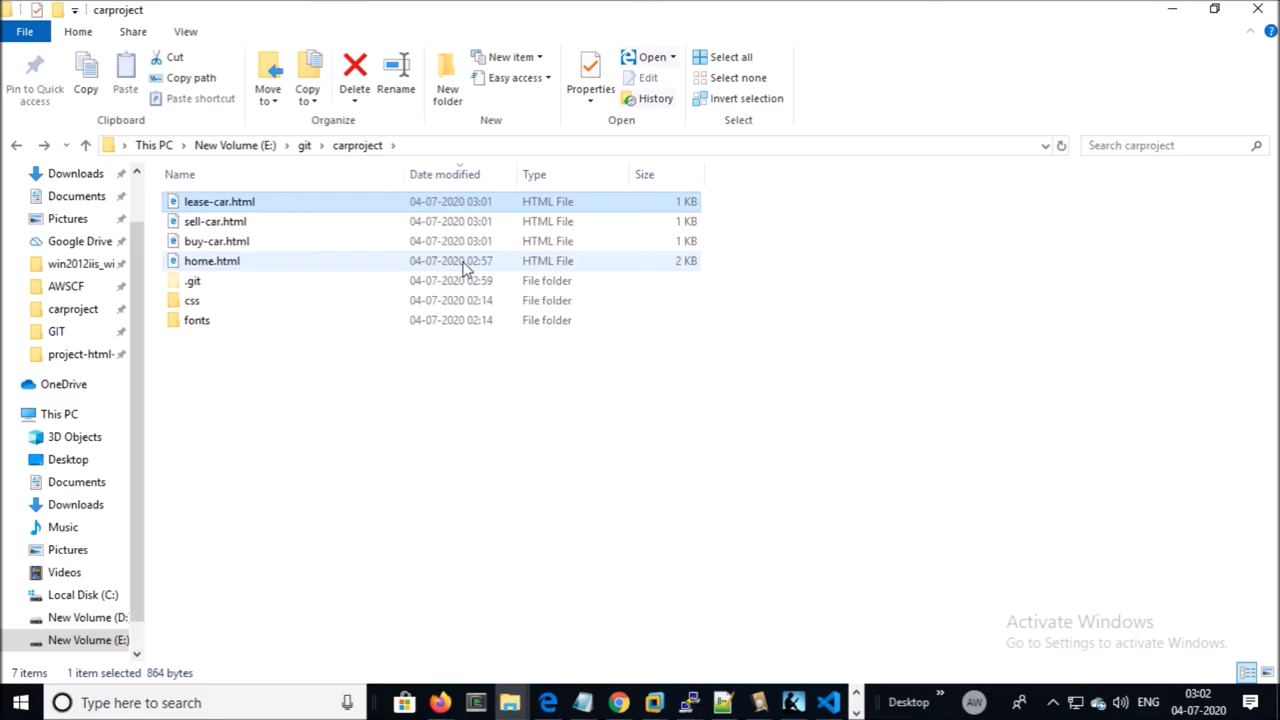 carproject
File Home Share View
Pin to Quick access
Copy
Paste
Cut
Copy path
Paste shortcut
Clipboard
Move to
Copy to
Delete
Rename
Organize
New folder
New item
Easy access
New
Properties
Open
Edit
History
Open
Select all
Select none
Invert selection
Select
This PC > New Volume (E:) > git > carproject >
Search carproject
Downloads
Documents
Pictures
Google Drive
win2012iis_wi
AWSCF
carproject
GIT
project-html-
OneDrive
This PC
3D Objects
Desktop
Documents
Downloads
Music
Pictures
Videos
Local Disk (C:)
New Volume (D:
New Volume (E:)
Name Date modified Type Size
lease-car.html 04-07-2020 03:01 HTML File 1 KB
sell-car.html 04-07-2020 03:01 HTML File 1 KB
buy-car.html 04-07-2020 03:01 HTML File 1 KB
home.html 04-07-2020 02:57 HTML File 2 KB
.git 04-07-2020 02:59 File folder
css 04-07-2020 02:14 File folder
fonts 04-07-2020 02:14 File folder
Activate Windows
Go to Settings to activate Windows.
7 items 1 item selected 864 bytes
Type here to search
Desktop
AW
ENG
03:02
04-07-2020